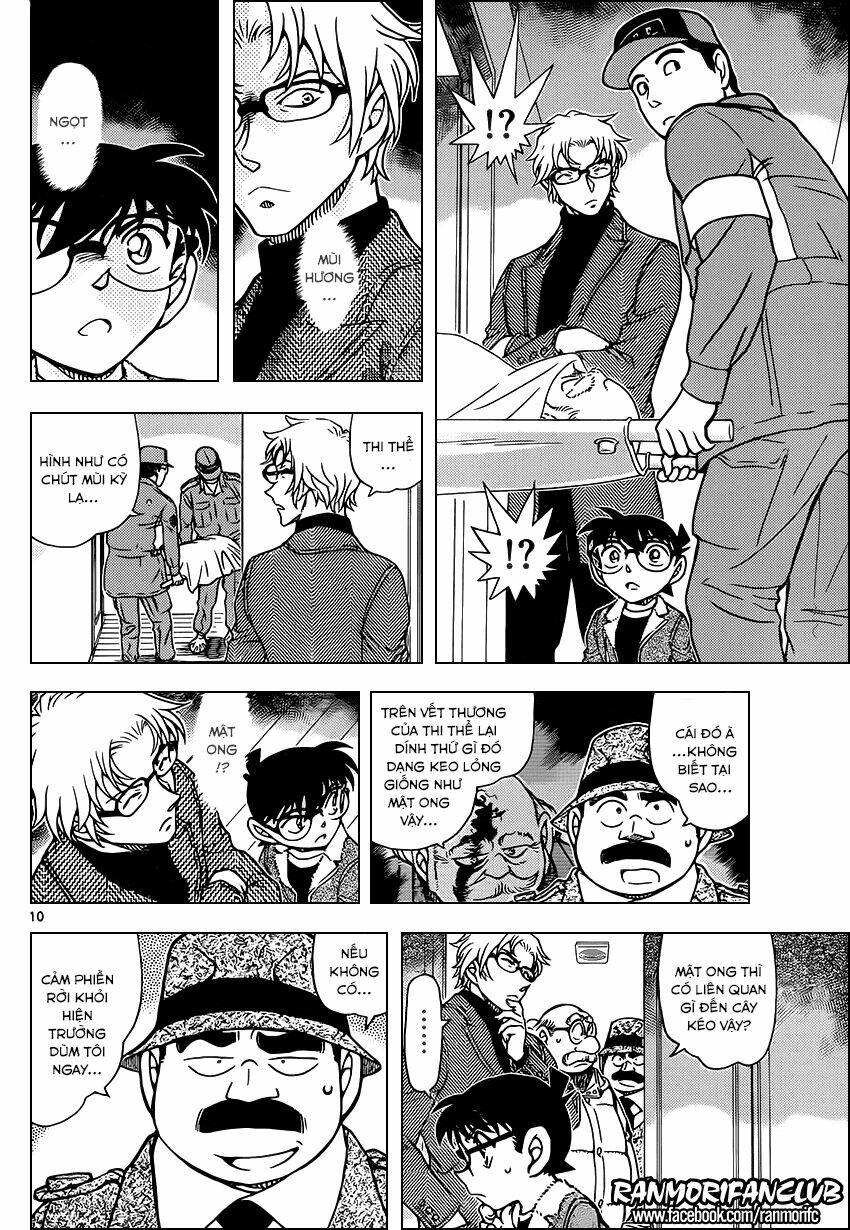 !?
!?
MÙI
HƯƠNG
NGỌT
...
THI THỂ
...
HÌNH NHƯ CÓ
CHÚT MÙI KỲ
LẠ...
CÁI ĐÓ À
...KHÔNG
BIẾT TẠI
SAO...
TRÊN VẾT THƯƠNG
CỦA THI THỂ LẠI
DÍNH THỨ GÌ ĐÓ
DẠNG KEO LỎNG
GIỐNG NHƯ
MẬT ONG
VẬY...
MẬT
ONG
!?
10
MẬT ONG THÌ
CÓ LIÊN QUAN
GÌ ĐẾN CÂY
KÉO VẬY?
......
NẾU
KHÔNG
CÓ...
CẢM PHIỀN
RỜI KHỎI
HIỆN
TRƯỜNG
DÙM TÔI
NGAY...
RANMORIFANCLUB
www.facebook.com/ranmorifc